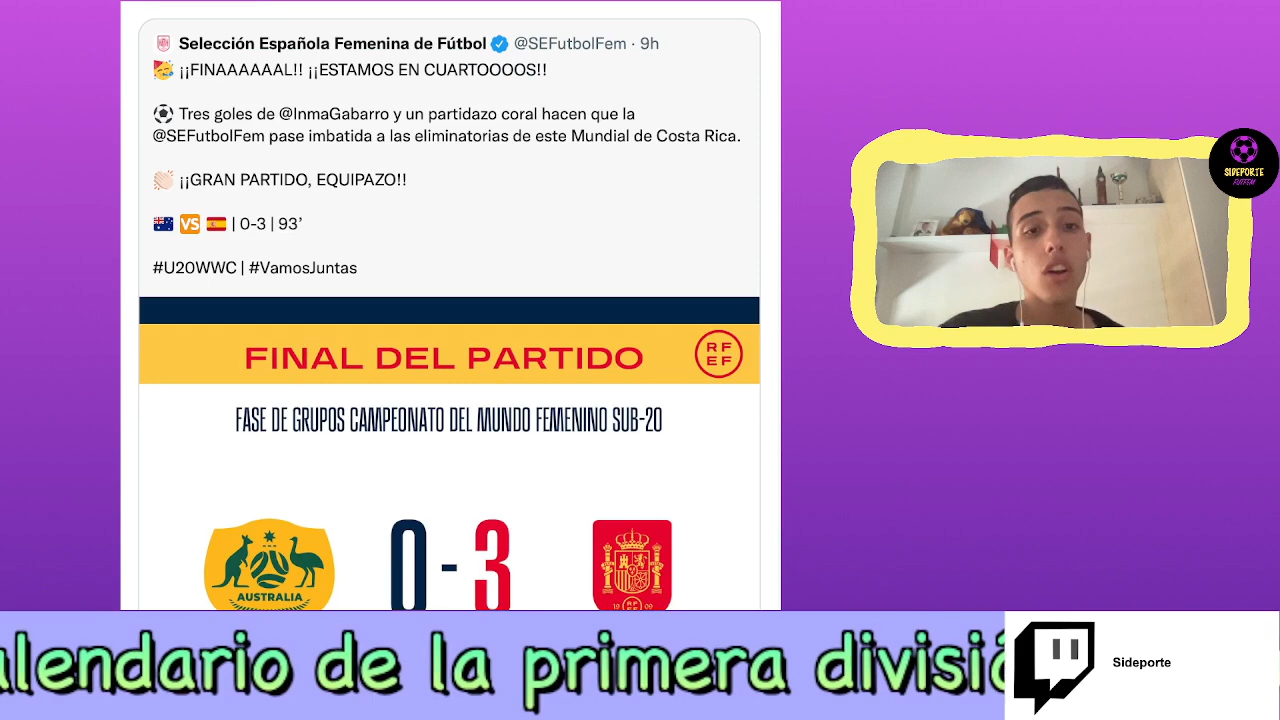 Selección Española Femenina de Fútbol @SEFutbolFem · 9h
¡¡FINAAAAAAL!! ¡¡ESTAMOS EN CUARTOOOOS!!
Tres goles de @InmaGabarro y un partidazo coral hacen que la
@SEFutbolFem pase imbatida a las eliminatorias de este Mundial de Costa Rica.
¡¡GRAN PARTIDO, EQUIPAZO!!
VS | 0-3 | 93’
#U20WWC | #VamosJuntas
FINAL DEL PARTIDO
RF
EF
FASE DE GRUPOS CAMPEONATO DEL MUNDO FEMENINO SUB-20
0 - 3
AUSTRALIA
SIDEPORTE
FUTFEM
alendario de la primera divisió
Sideporte